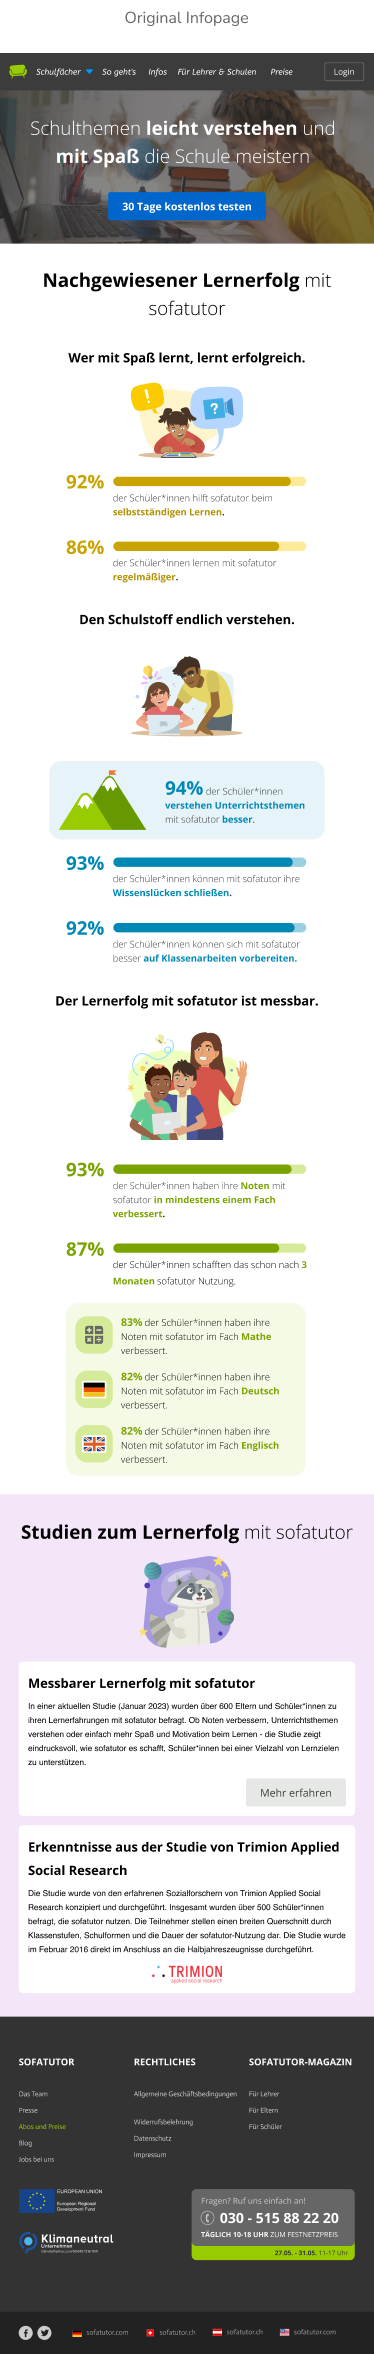 Original Infopage
Schulfächer So geht's Infos Für Lehrer & Schulen Preise Login
Schulthemen leicht verstehen und
mit Spaß die Schule meistern
30 Tage kostenlos testen
Nachgewiesener Lernerfolg mit
sofatutor
Wer mit Spaß lernt, lernt erfolgreich.
! ?
92%
der Schüler*innen hilft sofatutor beim
selbstständigen Lernen.
86%
der Schüler*innen lernen mit sofatutor
regelmäßiger.
Den Schulstoff endlich verstehen.
94% der Schüler*innen
verstehen Unterrichtsthemen
mit sofatutor besser.
93%
der Schüler*innen können mit sofatutor ihre
Wissenslücken schließen.
92%
der Schüler*innen können sich mit sofatutor
besser auf Klassenarbeiten vorbereiten.
Der Lernerfolg mit sofatutor ist messbar.
93%
der Schüler*innen haben ihre Noten mit
sofatutor in mindestens einem Fach
verbessert.
87%
der Schüler*innen schafften das schon nach 3
Monaten sofatutor Nutzung.
83% der Schüler*innen haben ihre
Noten mit sofatutor im Fach Mathe
verbessert.
82% der Schüler*innen haben ihre
Noten mit sofatutor im Fach Deutsch
verbessert.
82% der Schüler*innen haben ihre
Noten mit sofatutor im Fach Englisch
verbessert.
Studien zum Lernerfolg mit sofatutor
Messbarer Lernerfolg mit sofatutor
In einer aktuellen Studie (Januar 2023) wurden über 600 Eltern und Schüler*innen zu
ihren Lernerfahrungen mit sofatutor befragt. Ob Noten verbessern, Unterrichtsthemen
verstehen oder einfach mehr Spaß und Motivation beim Lernen - die Studie zeigt
eindrucksvoll, wie sofatutor es schafft, Schüler*innen bei einer Vielzahl von Lernzielen
zu unterstützen.
Mehr erfahren
Erkenntnisse aus der Studie von Trimion Applied
Social Research
Die Studie wurde von den erfahrenen Sozialforschern von Trimion Applied Social
Research konzipiert und durchgeführt. Insgesamt wurden über 500 Schüler*innen
befragt, die sofatutor nutzen. Die Teilnehmer stellen einen breiten Querschnitt durch
Klassenstufen, Schulformen und die Dauer der sofatutor-Nutzung dar. Die Studie wurde
im Februar 2016 direkt im Anschluss an die Halbjahreszeugnisse durchgeführt.
TRIMION
applied social research
SOFATUTOR RECHTLICHES SOFATUTOR-MAGAZIN
Das Team Allgemeine Geschäftsbedingungen Für Lehrer
Presse Für Eltern
Abos und Preise Widerrufsbelehrung Für Schüler
Blog Datenschutz
Jobs bei uns Impressum
EUROPEAN UNION
European Regional
Development Fund
Klimaneutral
Unternehmen
Fragen? Ruf uns einfach an!
030 - 515 88 22 20
TÄGLICH 10-18 UHR ZUM FESTNETZPREIS
27.05. - 31.05. 11-17 Uhr
sofatutor.com sofatutor.ch sofatutor.ch sofatutor.com